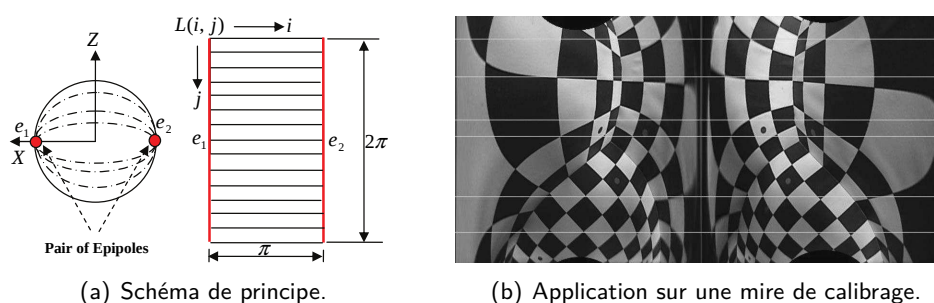 Z
e1
e2
X
Pair of Epipoles
L(i, j) i
j
e1
e2
2π
π
(a) Schéma de principe.
(b) Application sur une mire de calibrage.